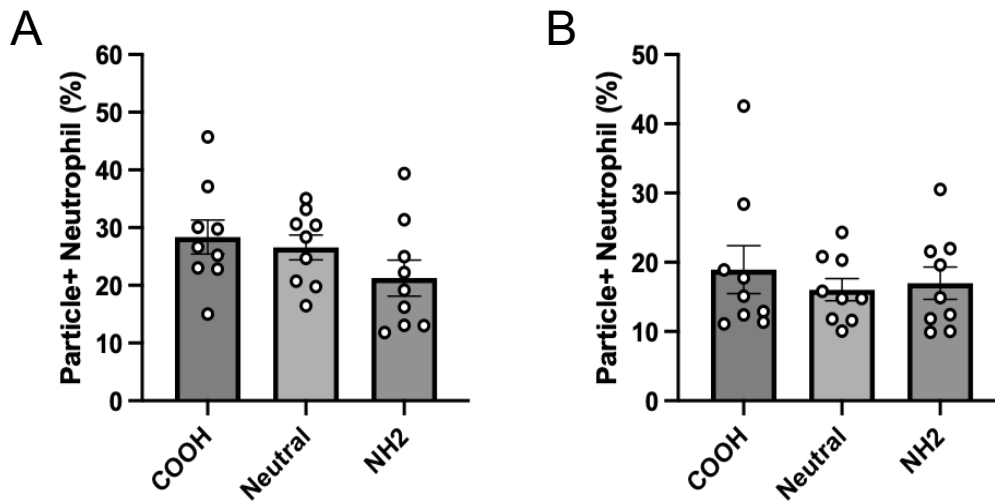 A
Particle+ Neutrophil (%)
60
50
40
30
20
10
0
COOH
Neutral
NH2
B
Particle+ Neutrophil (%)
50
40
30
20
10
0
COOH
Neutral
NH2